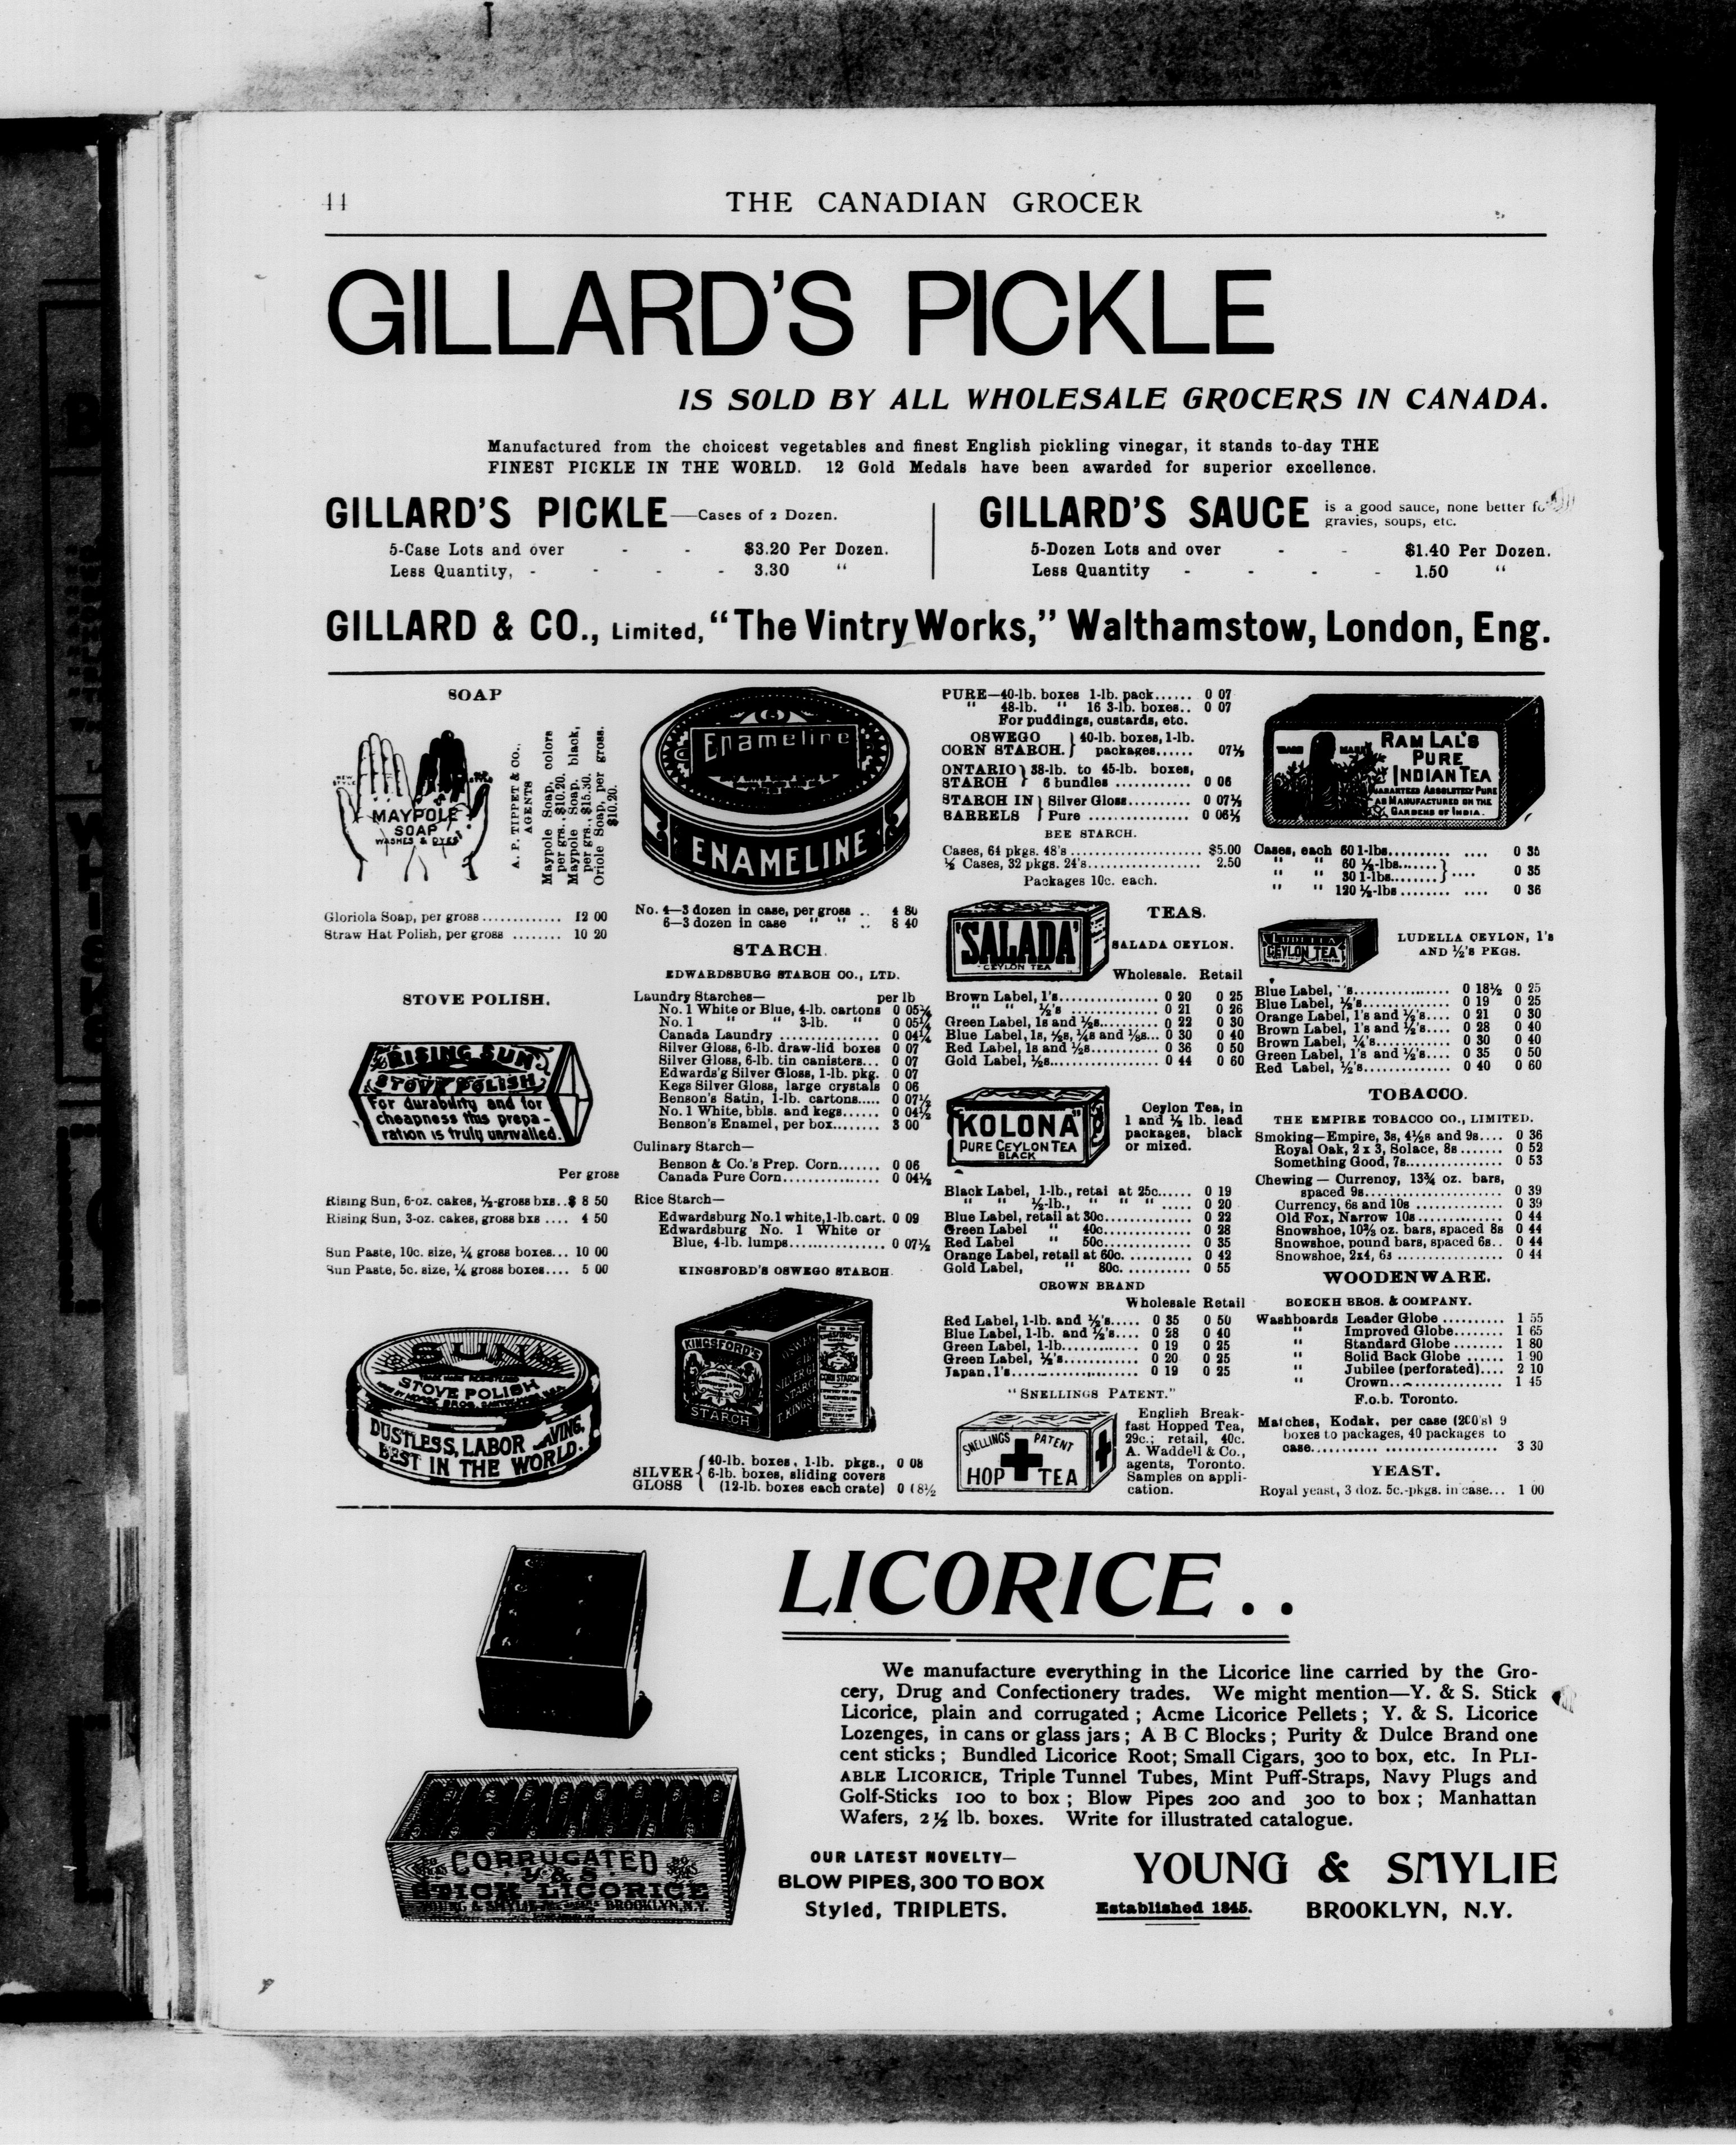 44
THE CANADIAN GROCER
GILLARD'S PICKLE
IS SOLD BY ALL WHOLESALE GROCERS IN CANADA.
Manufactured from the choicest vegetables and finest English pickling vinegar, it stands to-day THE
FINEST PICKLE IN THE WORLD. 12 Gold Medals have been awarded for superior excellence.
GILLARD'S PICKLE—Cases of 2 Dozen.
5-Case Lots and over - - $3.20 Per Dozen.
Less Quantity, - - - - 3.30 "
GILLARD'S SAUCE is a good sauce, none better
gravies, soups, etc.
5-Dozen Lots and over - - $1.40 Per Dozen.
Less Quantity - - - - 1.50 "
GILLARD & CO., Limited, "The Vintry Works," Walthamstow, London, Eng.
SOAP
MAYPOLE
SOAP
WASHES & DYES
A. P. TIPPET & CO.,
AGENTS
Maypole Soap, colors
per grs., $10.20.
Maypole Soap, black,
per grs., $15.30.
Oriole Soap, per gross.
$10.20.
Gloriola Soap, per gross ............. 12 00
Straw Hat Polish, per gross ........ 10 20
STOVE POLISH.
RISING SUN
STOVE POLISH
For durability and for
cheapness this prepa-
ration is truly unrivalled.
Per gross
Rising Sun, 6-oz. cakes, ½-gross bxs..$ 8 50
Rising Sun, 3-oz. cakes, gross bxs .... 4 50
Sun Paste, 10c. size, ¼ gross boxes... 10 00
Sun Paste, 5c. size, ¼ gross boxes.... 5 00
SUN
STOVE POLISH
DUSTLESS, LABOR SAVING,
BEST IN THE WORLD.
Enameline
ENAMELINE
No. 4—3 dozen in case, per gross .. 4 80
6—3 dozen in case " " .. 8 40
STARCH.
EDWARDSBURG STARCH CO., LTD.
Laundry Starches— per lb
No. 1 White or Blue, 4-lb. cartons 0 05¼
No. 1 " " 3-lb. " 0 05¼
Canada Laundry ................ 0 04¼
Silver Gloss, 6-lb. draw-lid boxes 0 07
Silver Gloss, 6-lb. tin canisters... 0 07
Edwards'g Silver Gloss, 1-lb. pkg. 0 07
Kegs Silver Gloss, large crystals 0 06
Benson's Satin, 1-lb. cartons..... 0 07½
No. 1 White, bbls. and kegs...... 0 04½
Benson's Enamel, per box........ 3 00
Culinary Starch—
Benson & Co.'s Prep. Corn....... 0 06
Canada Pure Corn................ 0 04½
Rice Starch—
Edwardsburg No.1 white,1-lb.cart. 0 09
Edwardsburg No. 1 White or
Blue, 4-lb. lumps................ 0 07½
KINGSFORD'S OSWEGO STARCH.
KINGSFORD'S
STARCH
SILVER GLOSS { 40-lb. boxes, 1-lb. pkgs., 0 08
6-lb. boxes, sliding covers
(12-lb. boxes each crate) 0 08½
PURE—40-lb. boxes 1-lb. pack...... 0 07
" 48-lb. " 16 3-lb. boxes.. 0 07
For puddings, custards, etc.
OSWEGO } 40-lb. boxes, 1-lb.
CORN STARCH. } packages...... 07½
ONTARIO } 38-lb. to 45-lb. boxes,
STARCH } 6 bundles ............ 0 06
STARCH IN } Silver Gloss.......... 0 07½
BARRELS } Pure ................ 0 06½
BEE STARCH.
Cases, 64 pkgs. 48's ..................... $5.00
½ Cases, 32 pkgs. 24's.................. 2.50
Packages 10c. each.
TEAS.
"SALADA"
CEYLON TEA
SALADA CEYLON.
Wholesale. Retail
Brown Label, 1's................ 0 20 0 25
" " ½'s .............. 0 21 0 26
Green Label, 1s and ½s.......... 0 22 0 30
Blue Label, 1s, ½s, ¼s and ⅛s... 0 30 0 40
Red Label, 1s and ½s........... 0 36 0 50
Gold Label, ½s................. 0 44 0 60
KOLONA
PURE CEYLON TEA
BLACK
Ceylon Tea, in
1 and ½ lb. lead
packages, black
or mixed.
Black Label, 1-lb., retai at 25c...... 0 19
" " ½-lb., " " " ..... 0 20
Blue Label, retail at 30c.............. 0 22
Green Label " 40c.............. 0 28
Red Label " 50c.............. 0 35
Orange Label, retail at 60c. .......... 0 42
Gold Label, " 80c. .......... 0 55
CROWN BRAND
Wholesale Retail
Red Label, 1-lb. and ½'s..... 0 35 0 50
Blue Label, 1-lb. and ½'s.... 0 28 0 40
Green Label, 1-lb............. 0 19 0 25
Green Label, ½'s............ 0 20 0 25
Japan, 1's..................... 0 19 0 25
"SNELLINGS PATENT."
SNELLINGS PATENT
HOP TEA
English Break-
fast Hopped Tea,
29c.; retail, 40c.
A. Waddell & Co.,
agents, Toronto.
Samples on appli-
cation.
RAM LAL'S
PURE
INDIAN TEA
GUARANTEED ABSOLUTELY PURE
AS MANUFACTURED ON THE
GARDENS OF INDIA.
Cases, each 60 1-lbs.......... .... 0 35
" " 60 ½-lbs.......}
" " 30 1-lbs........}.... 0 35
" " 120 ½-lbs ........ .... 0 36
LUDELLA
CEYLON TEA
LUDELLA CEYLON, 1's
AND ½'s PKGS.
Blue Label, 's................ 0 18½ 0 25
Blue Label, ½'s.............. 0 19 0 25
Orange Label, 1's and ½'s.... 0 21 0 30
Brown Label, 1's and ½'s.... 0 28 0 40
Brown Label, ¼'s............ 0 30 0 40
Green Label, 1's and ½'s.... 0 35 0 50
Red Label, ½'s............... 0 40 0 60
TOBACCO.
THE EMPIRE TOBACCO CO., LIMITED.
Smoking—Empire, 3s, 4½s and 9s.... 0 36
Royal Oak, 2 x 3, Solace, 8s ....... 0 52
Something Good, 7s................ 0 53
Chewing — Currency, 13¾ oz. bars,
spaced 9s....................... 0 39
Currency, 6s and 10s .............. 0 39
Old Fox, Narrow 10s.............. 0 44
Snowshoe, 10⅔ oz. bars, spaced 8s 0 44
Snowshoe, pound bars, spaced 6s.. 0 44
Snowshoe, 2x4, 6s ................. 0 44
WOODENWARE.
BOECKH BROS. & COMPANY.
Washboards Leader Globe .......... 1 55
" Improved Globe........ 1 65
" Standard Globe ........ 1 80
" Solid Back Globe ...... 1 90
" Jubilee (perforated).... 2 10
" Crown.................. 1 45
F.o.b. Toronto.
Matches, Kodak, per case (200's) 9
boxes to packages, 40 packages to
case............................... 3 30
YEAST.
Royal yeast, 3 doz. 5c.-pkgs. in case... 1 00
LICORICE..
We manufacture everything in the Licorice line carried by the Gro-
cery, Drug and Confectionery trades. We might mention—Y. & S. Stick
Licorice, plain and corrugated; Acme Licorice Pellets; Y. & S. Licorice
Lozenges, in cans or glass jars; A B C Blocks; Purity & Dulce Brand one
cent sticks; Bundled Licorice Root; Small Cigars, 300 to box, etc. In PLI-
ABLE LICORICE, Triple Tunnel Tubes, Mint Puff-Straps, Navy Plugs and
Golf-Sticks 100 to box; Blow Pipes 200 and 300 to box; Manhattan
Wafers, 2½ lb. boxes. Write for illustrated catalogue.
CORRUGATED
Y & S
STICK LICORICE
YOUNG & SMYLIE BROOKLYN, N.Y.
OUR LATEST NOVELTY—
BLOW PIPES, 300 TO BOX
Styled, TRIPLETS.
YOUNG & SMYLIE
Established 1845.
BROOKLYN, N.Y.